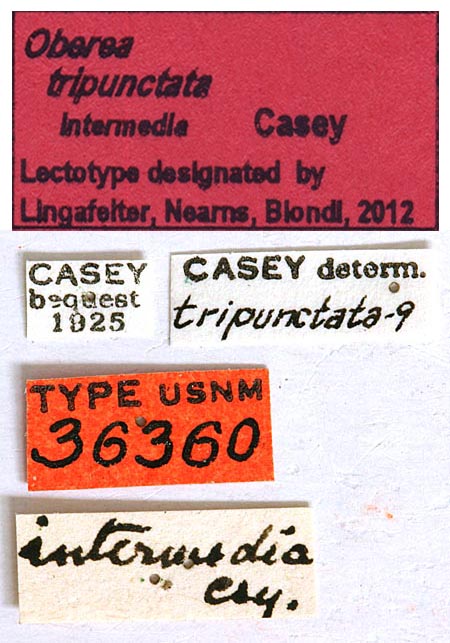 Oberea
tripunctata
intermedia Casey
Lectotype designated by
Lingafelter, Nearns, Biondi, 2012
CASEY
bequest
1925
CASEY determ.
tripunctata-9
TYPE USNM
36360
intermedia
csy.